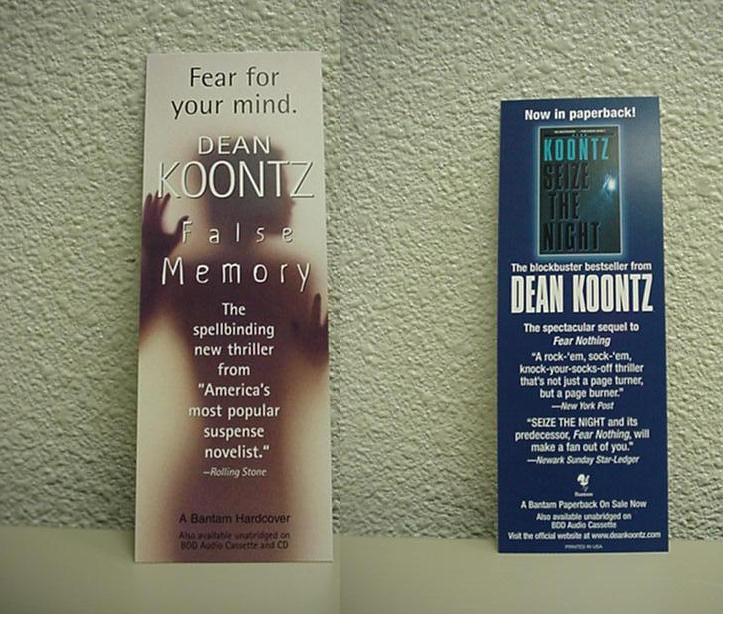 Fear for
your mind.
DEAN
KOONTZ
False
Memory
The
spellbinding
new thriller
from
"America's
most popular
suspense
novelist."
—Rolling Stone
A Bantam Hardcover
Also available unabridged on
BDD Audio Cassette and CD
Now in paperback!
KOONTZ
SEIZE
THE
NIGHT
The blockbuster bestseller from
DEAN KOONTZ
The spectacular sequel to
Fear Nothing
"A rock-'em, sock-'em,
knock-your-socks-off thriller
that's not just a page turner,
but a page burner."
—New York Post
"SEIZE THE NIGHT and its
predecessor, Fear Nothing, will
make a fan out of you."
—Newark Sunday Star-Ledger
Bantam
A Bantam Paperback On Sale Now
Also available unabridged on
BDD Audio Cassette
Visit the official website at www.deankoontz.com
PRINTED IN USA